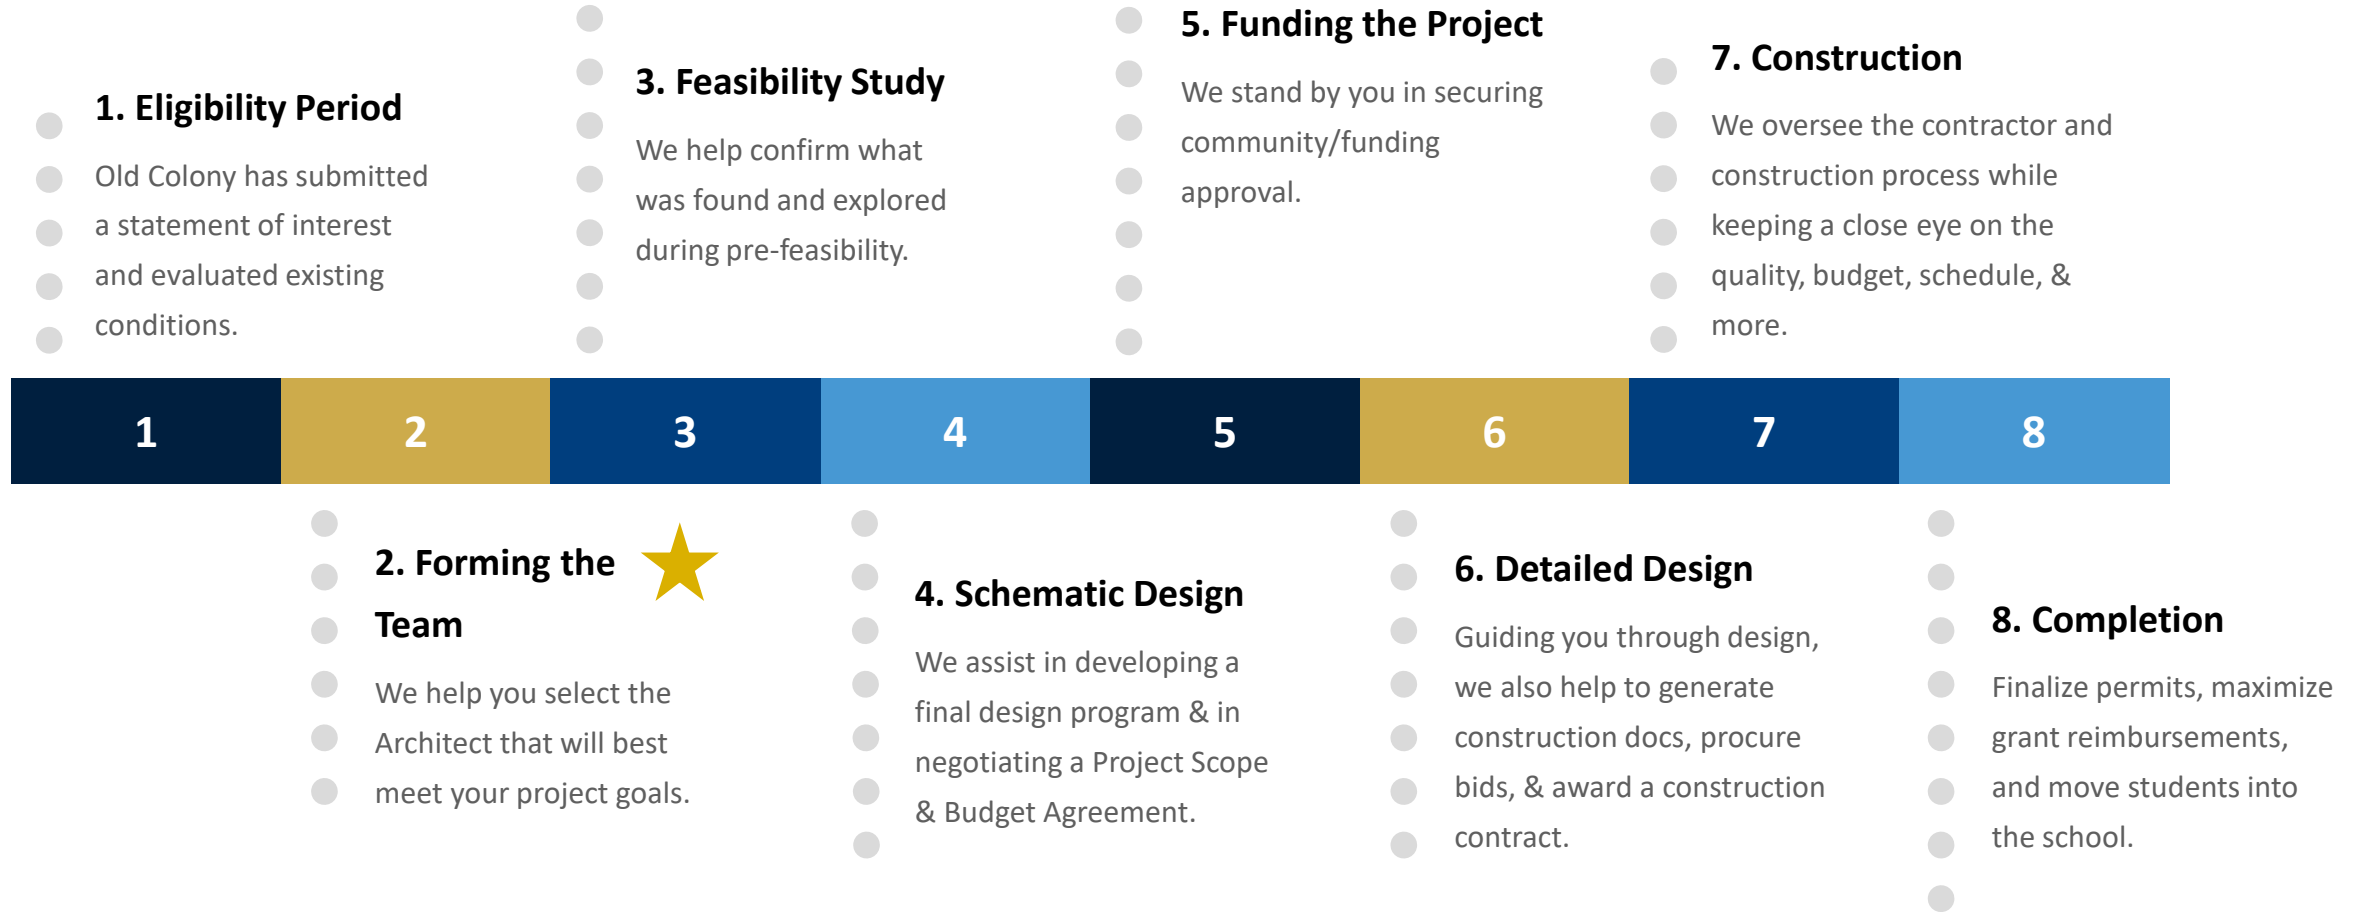 1. Eligibility Period
Old Colony has submitted
a statement of interest
and evaluated existing
conditions.
3. Feasibility Study
We help confirm what
was found and explored
during pre-feasibility.
5. Funding the Project
We stand by you in securing
community/funding
approval.
7. Construction
We oversee the contractor and
construction process while
keeping a close eye on the
quality, budget, schedule, &
more.
1 2 3 4 5 6 7 8
2. Forming the
Team
We help you select the
Architect that will best
meet your project goals.
4. Schematic Design
We assist in developing a
final design program & in
negotiating a Project Scope
& Budget Agreement.
6. Detailed Design
Guiding you through design,
we also help to generate
construction docs, procure
bids, & award a construction
contract.
8. Completion
Finalize permits, maximize
grant reimbursements,
and move students into
the school.